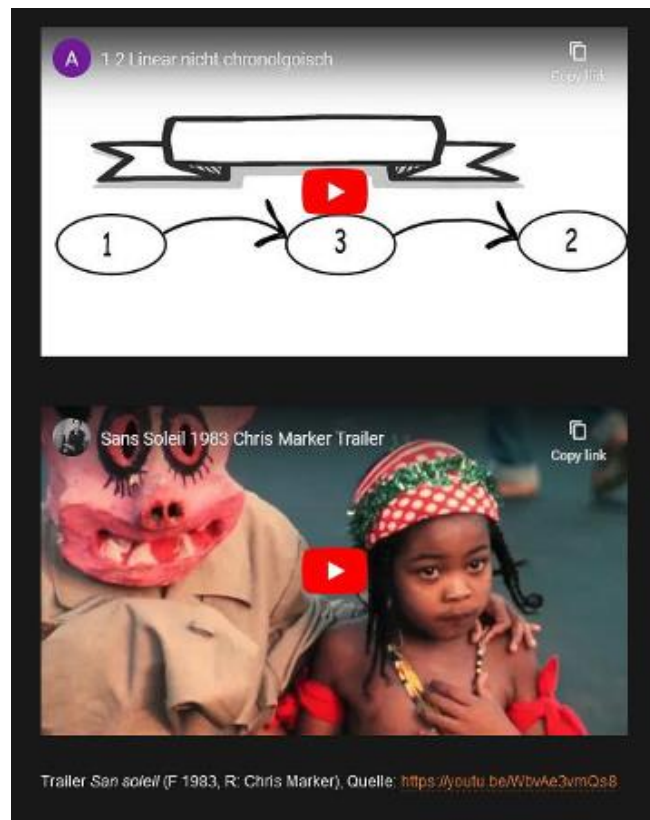 A
1 2 Linear nicht chronolgoisch
Copy link
1
3
2
Sans Soleil 1983 Chris Marker Trailer
Copy link
Trailer San soleil (F 1983, R: Chris Marker), Quelle: https://youtu.be/WbvAe3vmQs8